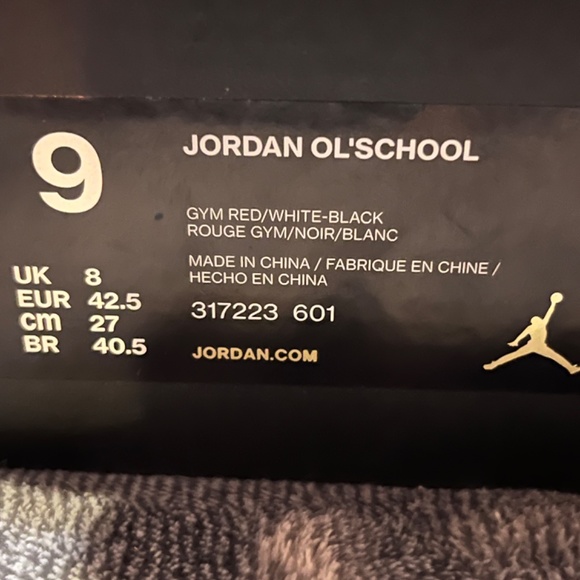 9
JORDAN OL'SCHOOL
GYM RED/WHITE-BLACK
ROUGE GYM/NOIR/BLANC
MADE IN CHINA / FABRIQUE EN CHINE /
HECHO EN CHINA
317223 601
JORDAN.COM
UK 8
EUR 42.5
cm 27
BR 40.5